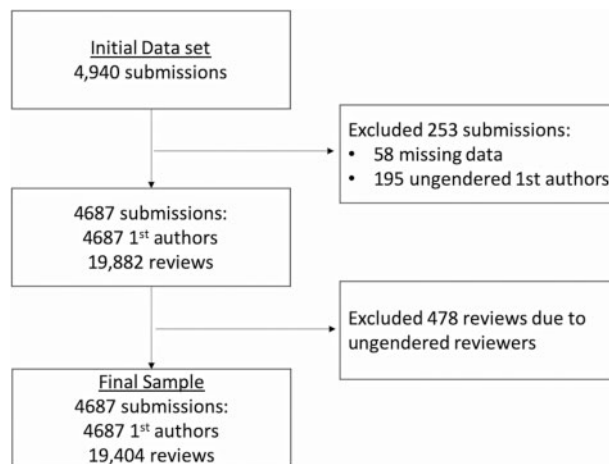 Initial Data set
4,940 submissions
Excluded 253 submissions:
• 58 missing data
• 195 ungendered 1st authors
4687 submissions:
4687 1st authors
19,882 reviews
Excluded 478 reviews due to
ungendered reviewers
Final Sample
4687 submissions:
4687 1st authors
19,404 reviews